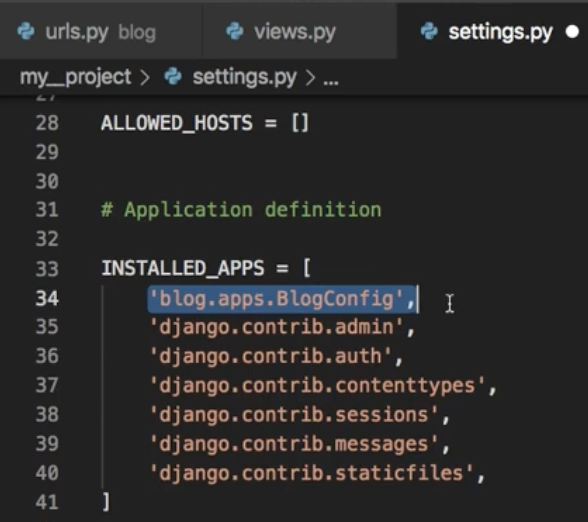 urls.py blog views.py settings.py
my_project > settings.py > ...
27
28 ALLOWED_HOSTS = []
29
30
31 # Application definition
32
33 INSTALLED_APPS = [
34 'blog.apps.BlogConfig',
35 'django.contrib.admin',
36 'django.contrib.auth',
37 'django.contrib.contenttypes',
38 'django.contrib.sessions',
39 'django.contrib.messages',
40 'django.contrib.staticfiles',
41 ]